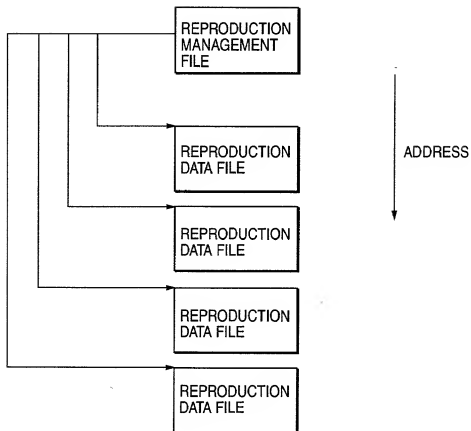 REPRODUCTION
MANAGEMENT
FILE
ADDRESS
REPRODUCTION
DATA FILE
REPRODUCTION
DATA FILE
REPRODUCTION
DATA FILE
REPRODUCTION
DATA FILE